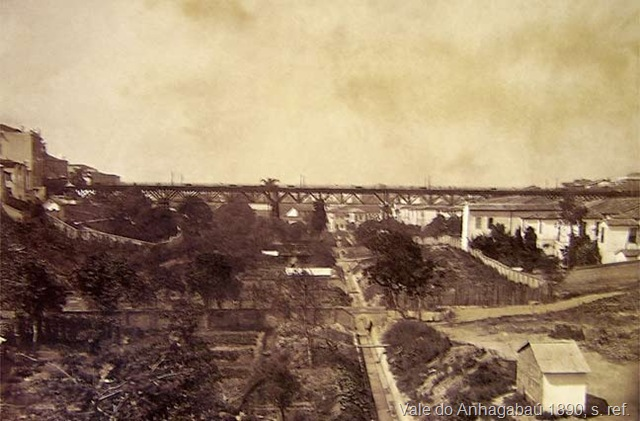 Vale do Anhagabaú 1890, s. ref.